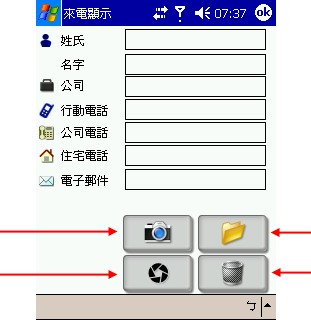 來電顯示 07:37 ok
姓氏
名字
公司
行動電話
公司電話
住宅電話
電子郵件
ㄅ